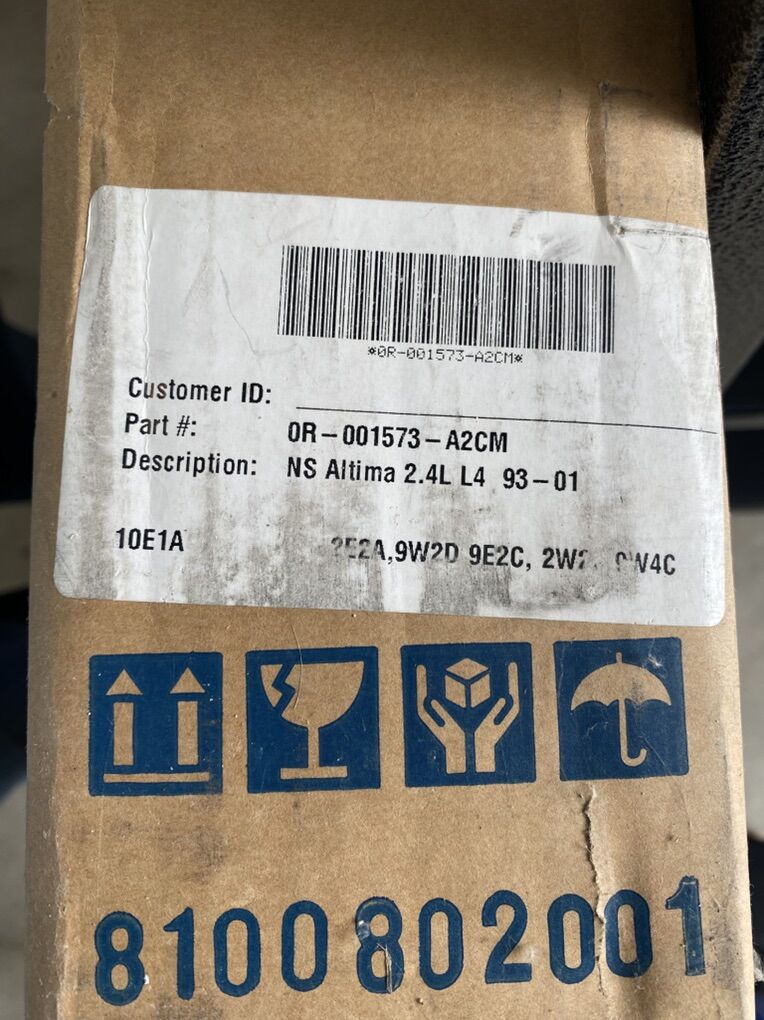 *0R-001573-A2CM*
Customer ID:
Part #: 0R-001573-A2CM
Description: NS Altima 2.4L L4 93-01
10E1A 9W2D 9E2C,
8100802001